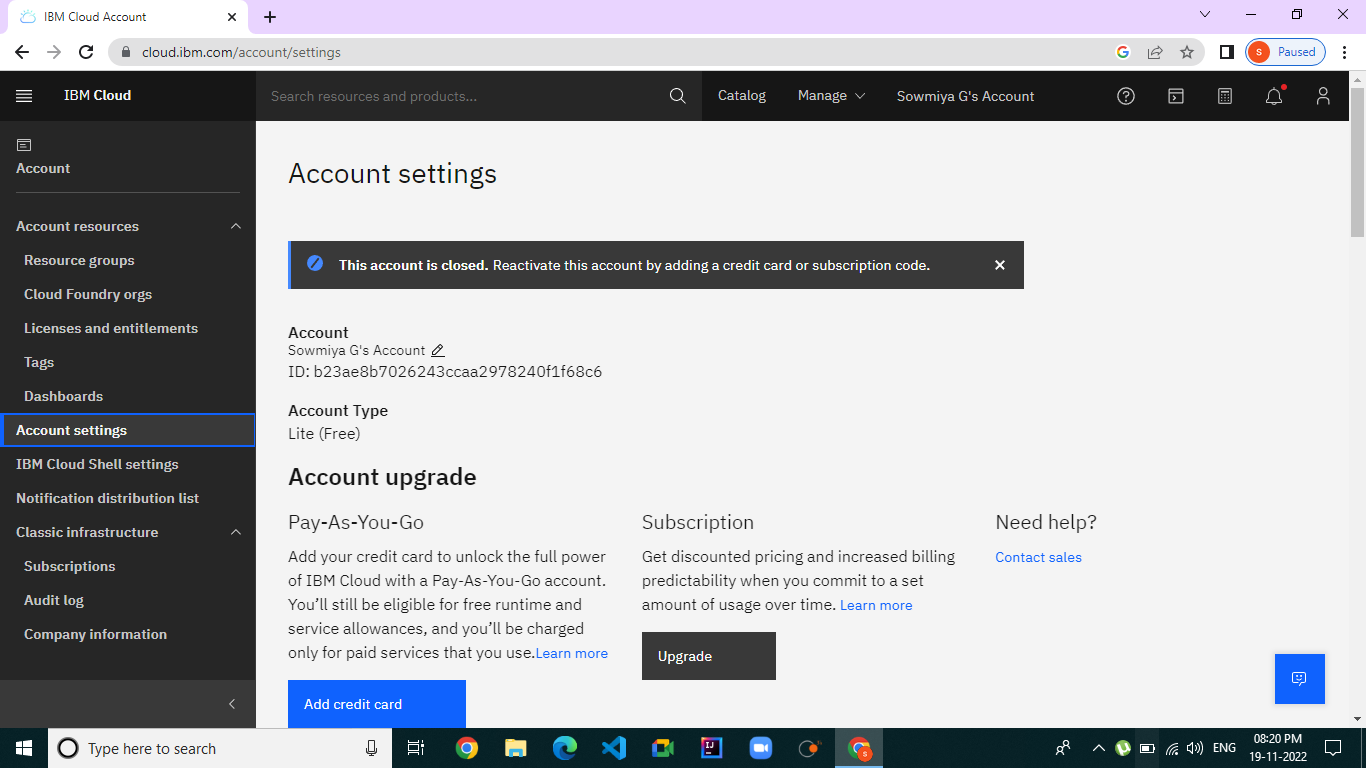 IBM Cloud Account
cloud.ibm.com/account/settings
S
Paused
IBM Cloud
Search resources and products...
Catalog
Manage
Sowmiya G's Account
Account
Account resources
Resource groups
Cloud Foundry orgs
Licenses and entitlements
Tags
Dashboards
Account settings
IBM Cloud Shell settings
Notification distribution list
Classic infrastructure
Subscriptions
Audit log
Company information
Account settings
This account is closed. Reactivate this account by adding a credit card or subscription code.
Account
Sowmiya G's Account
ID: b23ae8b7026243ccaa2978240f1f68c6
Account Type
Lite (Free)
Account upgrade
Pay-As-You-Go
Add your credit card to unlock the full power
of IBM Cloud with a Pay-As-You-Go account.
You’ll still be eligible for free runtime and
service allowances, and you’ll be charged
only for paid services that you use.Learn more
Add credit card
Subscription
Get discounted pricing and increased billing
predictability when you commit to a set
amount of usage over time. Learn more
Upgrade
Need help?
Contact sales
Type here to search
ENG
08:20 PM
19-11-2022